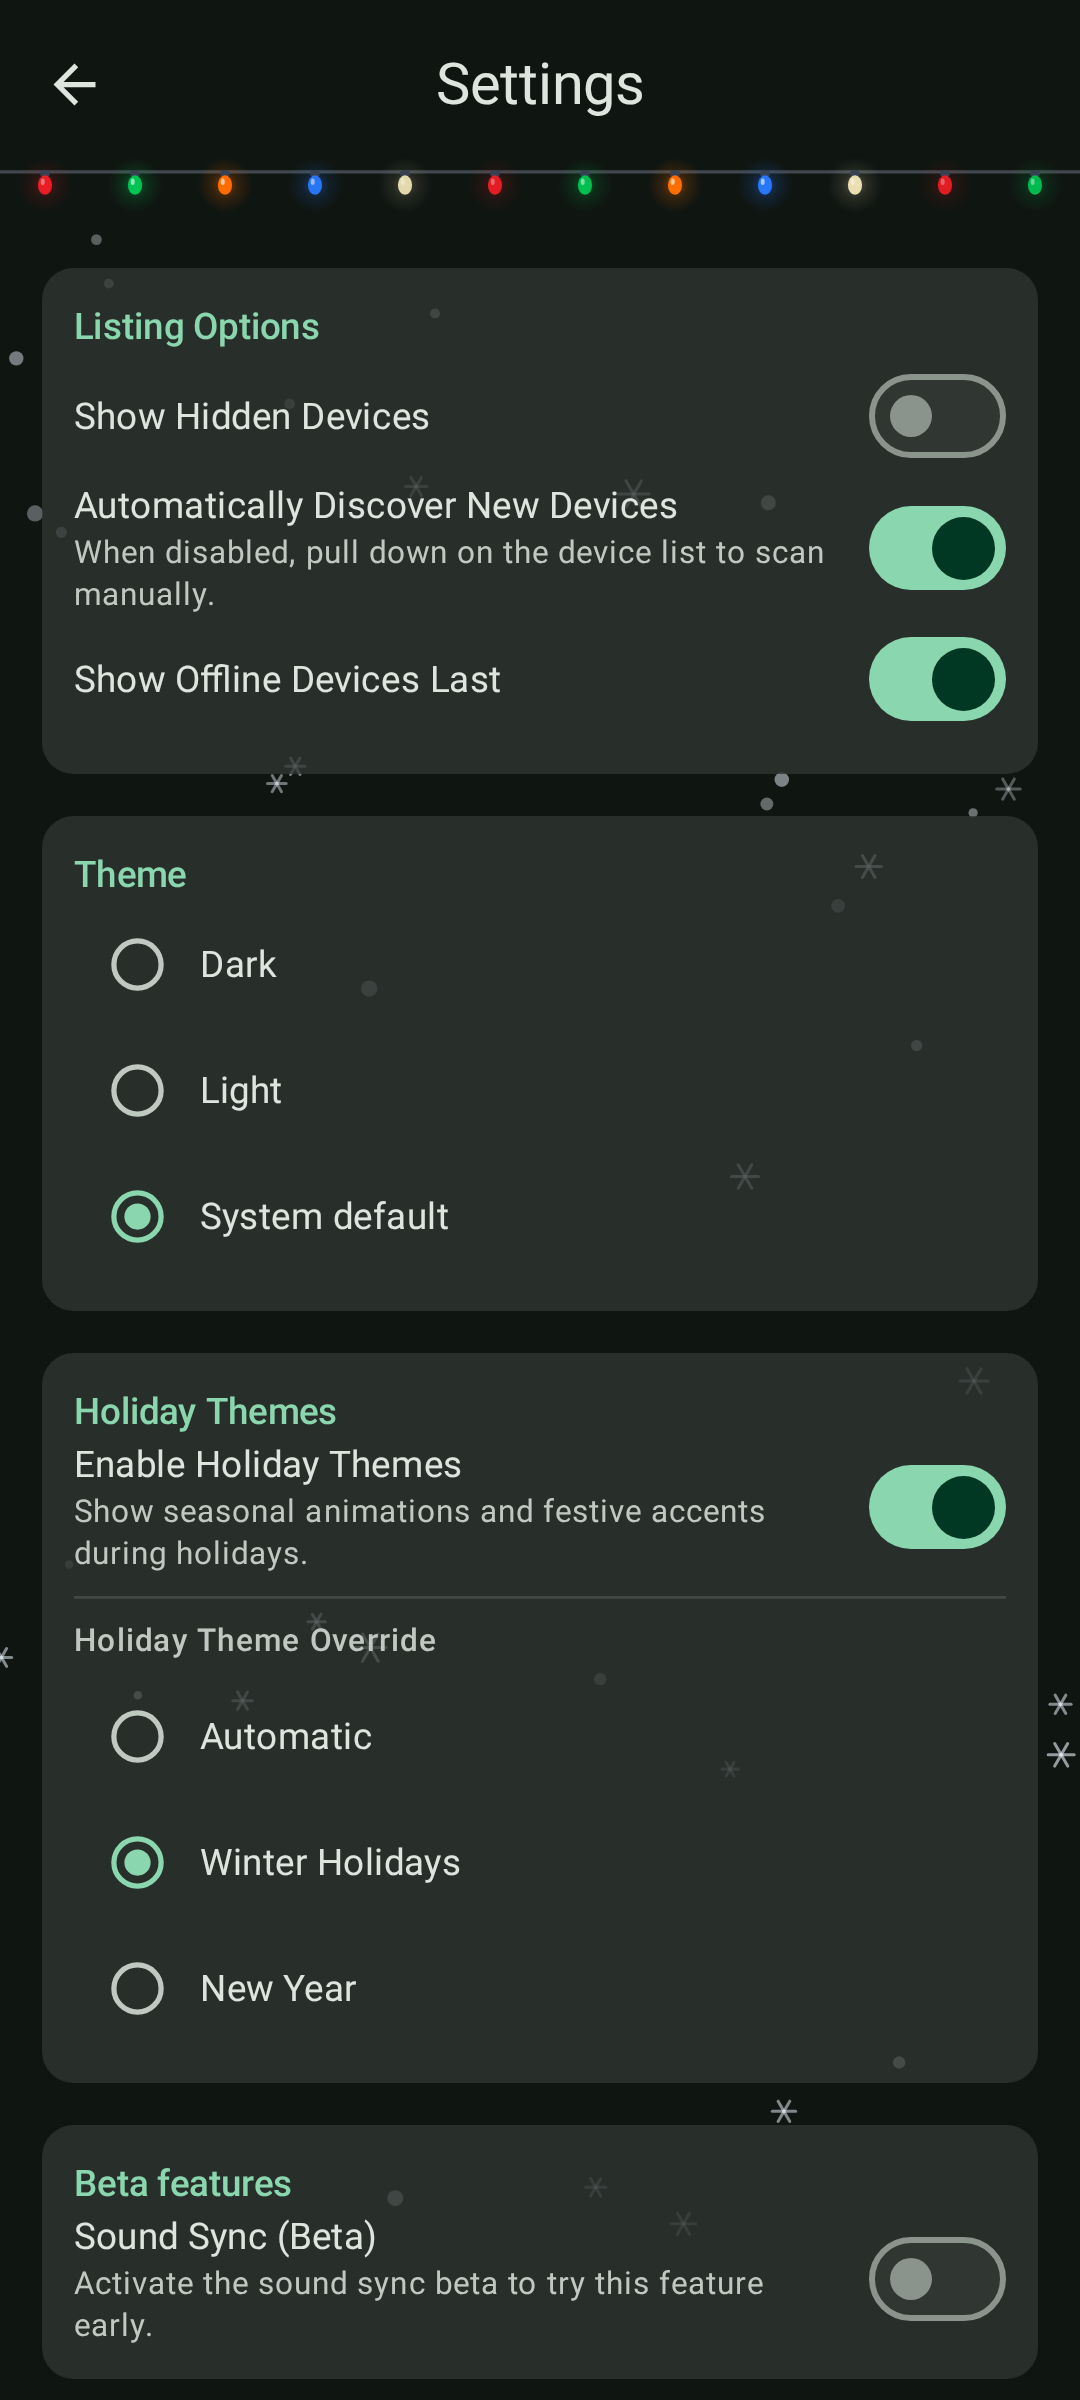 Settings
Listing Options
Show Hidden Devices
Automatically Discover New Devices
When disabled, pull down on the device list to scan
manually.
Show Offline Devices Last
Theme
Dark
Light
System default
Holiday Themes
Enable Holiday Themes
Show seasonal animations and festive accents
during holidays.
Holiday Theme Override
Automatic
Winter Holidays
New Year
Beta features
Sound Sync (Beta)
Activate the sound sync beta to try this feature
early.